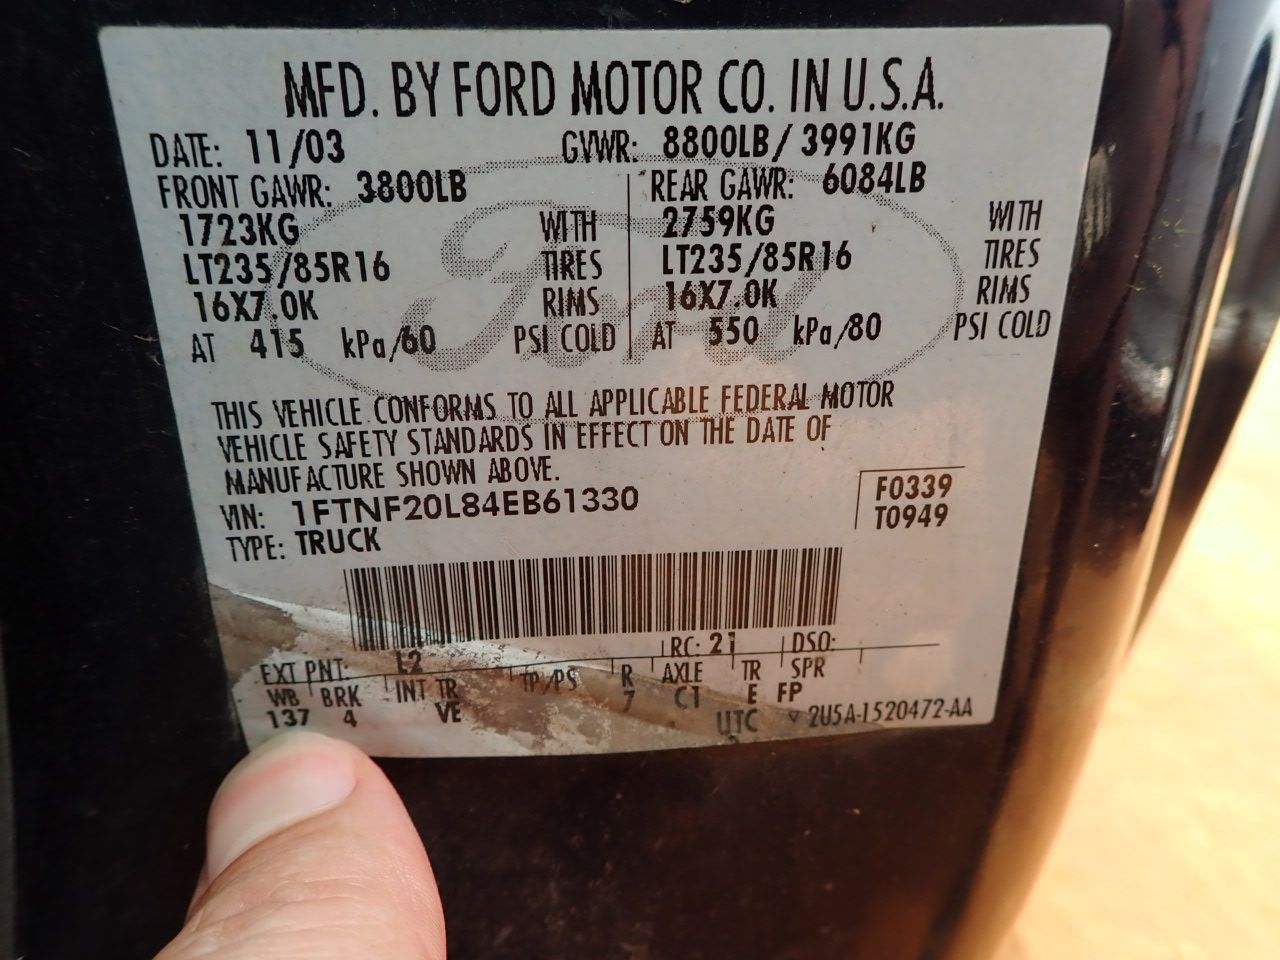 MFD. BY FORD MOTOR CO. IN U.S.A.
DATE: 11/03 GVWR: 8800LB/3991KG
FRONT GAWR: 3800LB REAR GAWR: 6084LB
1723KG WITH 2759KG WITH
LT235/85R16 TIRES LT235/85R16 TIRES
16X7.0K RIMS 16X7.0K RIMS
AT 415 kPa/60 PSI COLD AT 550 kPa/80 PSI COLD
Ford
THIS VEHICLE CONFORMS TO ALL APPLICABLE FEDERAL MOTOR
VEHICLE SAFETY STANDARDS IN EFFECT ON THE DATE OF
MANUFACTURE SHOWN ABOVE.
VIN: 1FTNF20L84EB61330 F0339
TYPE: TRUCK T0949
EXT PNT: L2 RC: 21 DSO:
WB BRK INT TR TP/PS R AXLE TR SPR
137 4 VE 7 C1 E FP
UTC 2U5A-1520472-AA